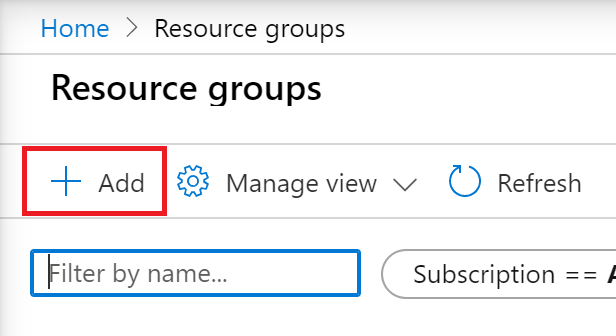 Home > Resource groups
Resource groups
+ Add Manage view Refresh
Filter by name... Subscription ==